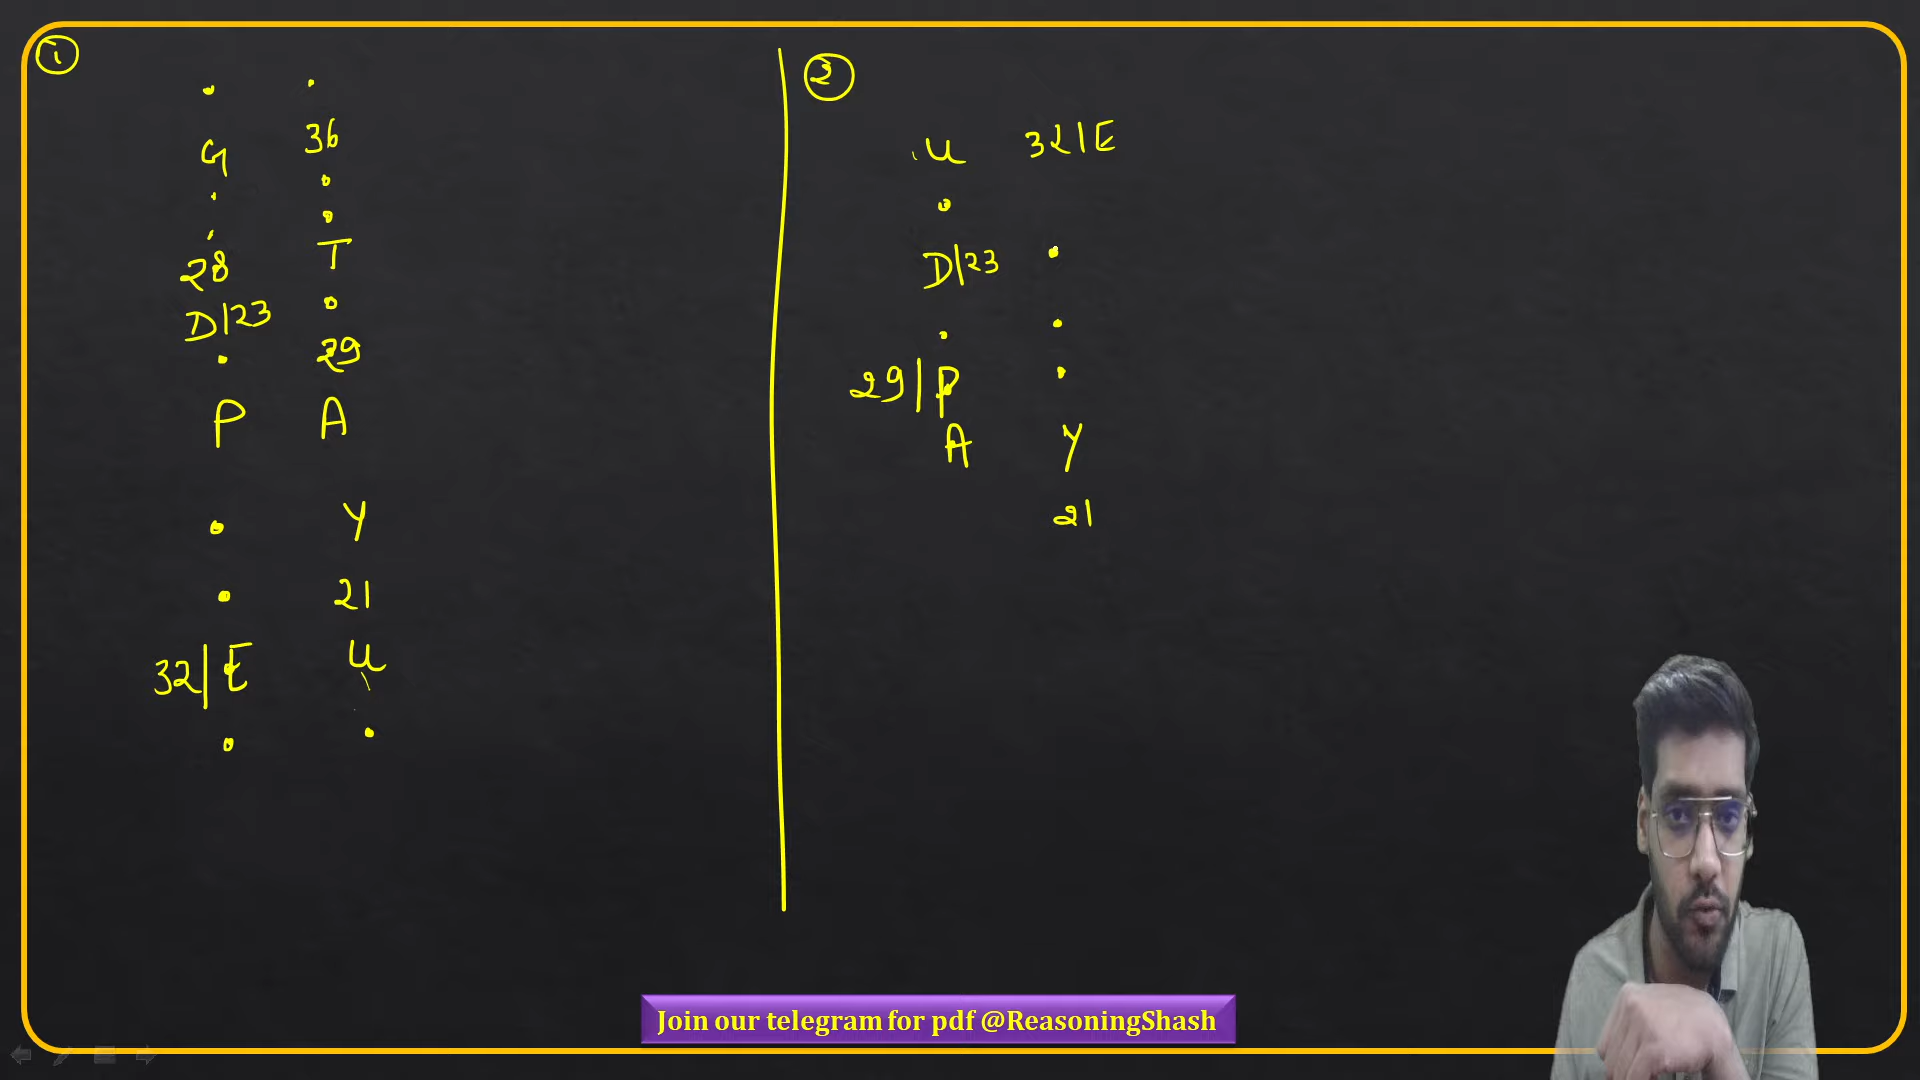 1
G 36
28 T
D|23
29
P A
Y
21
32|E U
2
U 32|E
D|23
29|P
A Y
21
Join our telegram for pdf @ReasoningShash